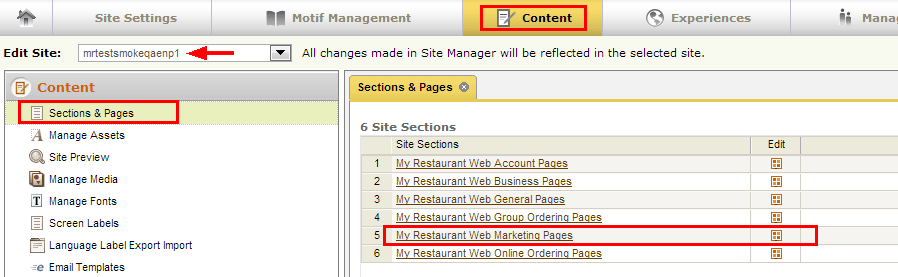 Site Settings
Motif Management
Content
Experiences
Edit Site: mrtestsmokeqaenp1 All changes made in Site Manager will be reflected in the selected site.
Content
Sections & Pages
Manage Assets
Site Preview
Manage Media
Manage Fonts
Screen Labels
Language Label Export Import
Email Templates
Sections & Pages
6 Site Sections
Site Sections Edit
1 My Restaurant Web Account Pages
2 My Restaurant Web Business Pages
3 My Restaurant Web General Pages
4 My Restaurant Web Group Ordering Pages
5 My Restaurant Web Marketing Pages
6 My Restaurant Web Online Ordering Pages